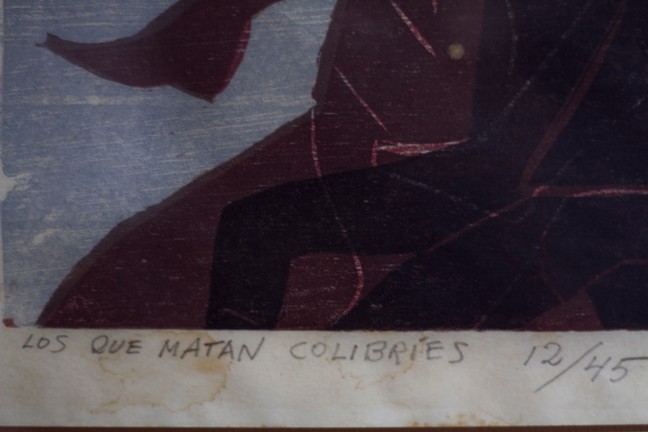 LOS QUE MATAN COLIBRÍES 12/45